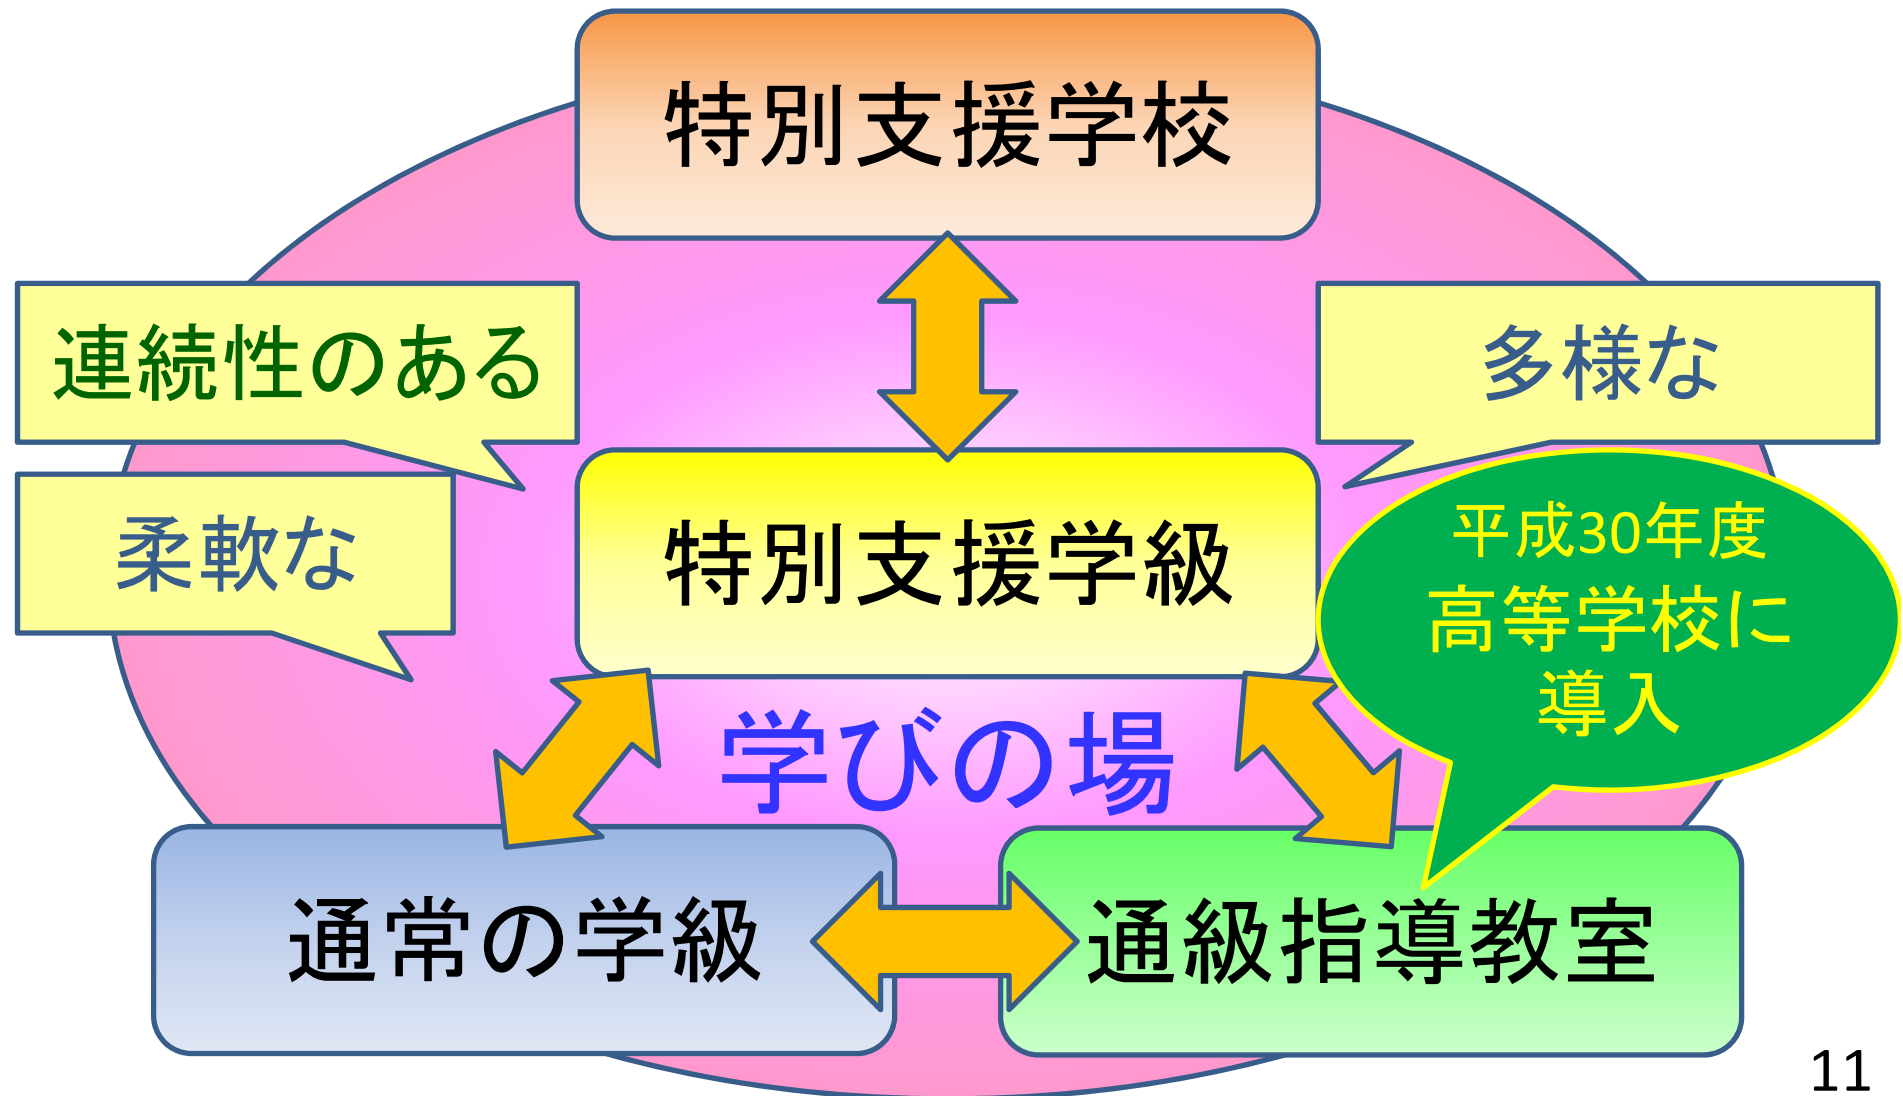 特別支援学校
連続性のある
多様な
柔軟な
特別支援学級
平成30年度
高等学校に
導入
学びの場
通常の学級
通級指導教室
11